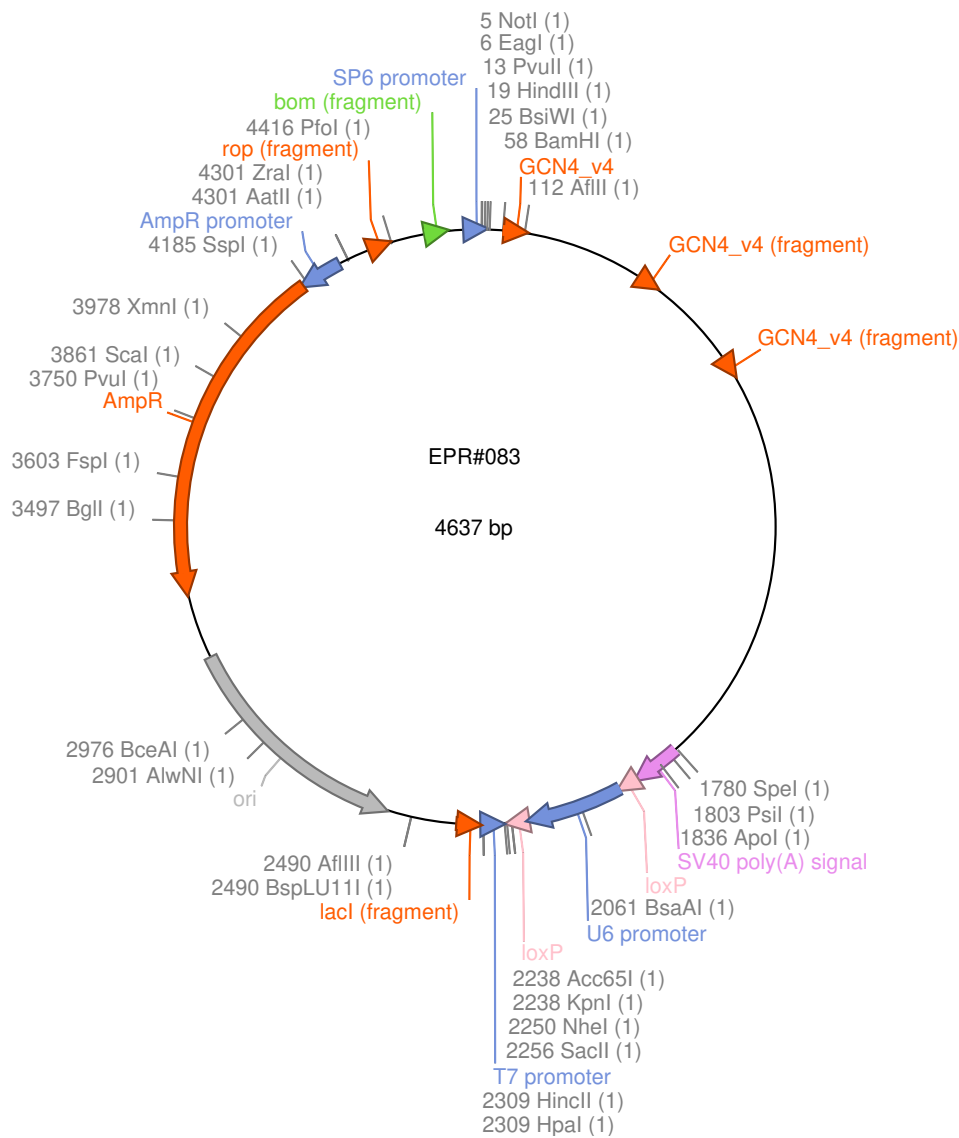 5 NotI (1)
6 EagI (1)
13 PvuII (1)
19 HindIII (1)
25 BsiWI (1)
58 BamHI (1)
GCN4_v4
112 AflII (1)
SP6 promoter
bom (fragment)
4416 PfoI (1)
rop (fragment)
4301 ZraI (1)
4301 AatII (1)
AmpR promoter
4185 SspI (1)
GCN4_v4 (fragment)
GCN4_v4 (fragment)
3978 XmnI (1)
3861 ScaI (1)
3750 PvuI (1)
AmpR
3603 FspI (1)
3497 BglI (1)
EPR#083
4637 bp
2976 BceAI (1)
2901 AlwNI (1)
ori
2490 AflIII (1)
2490 BspLU11I (1)
lacI (fragment)
1780 SpeI (1)
1803 PsiI (1)
1836 ApoI (1)
SV40 poly(A) signal
loxP
2061 BsaAI (1)
U6 promoter
loxP
2238 Acc65I (1)
2238 KpnI (1)
2250 NheI (1)
2256 SacII (1)
T7 promoter
2309 HincII (1)
2309 HpaI (1)